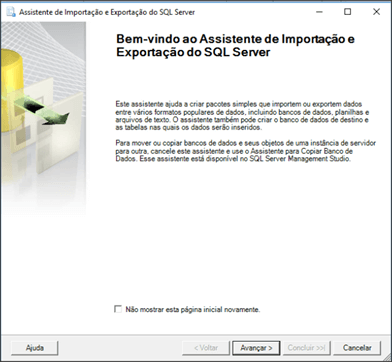 Assistente de Importação e Exportação do SQL Server
Bem-vindo ao Assistente de Importação e
Exportação do SQL Server
Este assistente ajuda a criar pacotes simples que importem ou exportem dados
entre vários formatos populares de dados, incluindo bancos de dados, planilhas e
arquivos de texto. O assistente também pode criar o banco de dados de destino e
as tabelas nas quais os dados serão inseridos.
Para mover ou copiar bancos de dados e seus objetos de uma instância de servidor
para outra, cancele este assistente e use o Assistente para Copiar Banco de
Dados. Esse assistente está disponível no SQL Server Management Studio.
Não mostrar esta página inicial novamente.
Ajuda
< Voltar
Avançar >
Concluir >>|
Cancelar